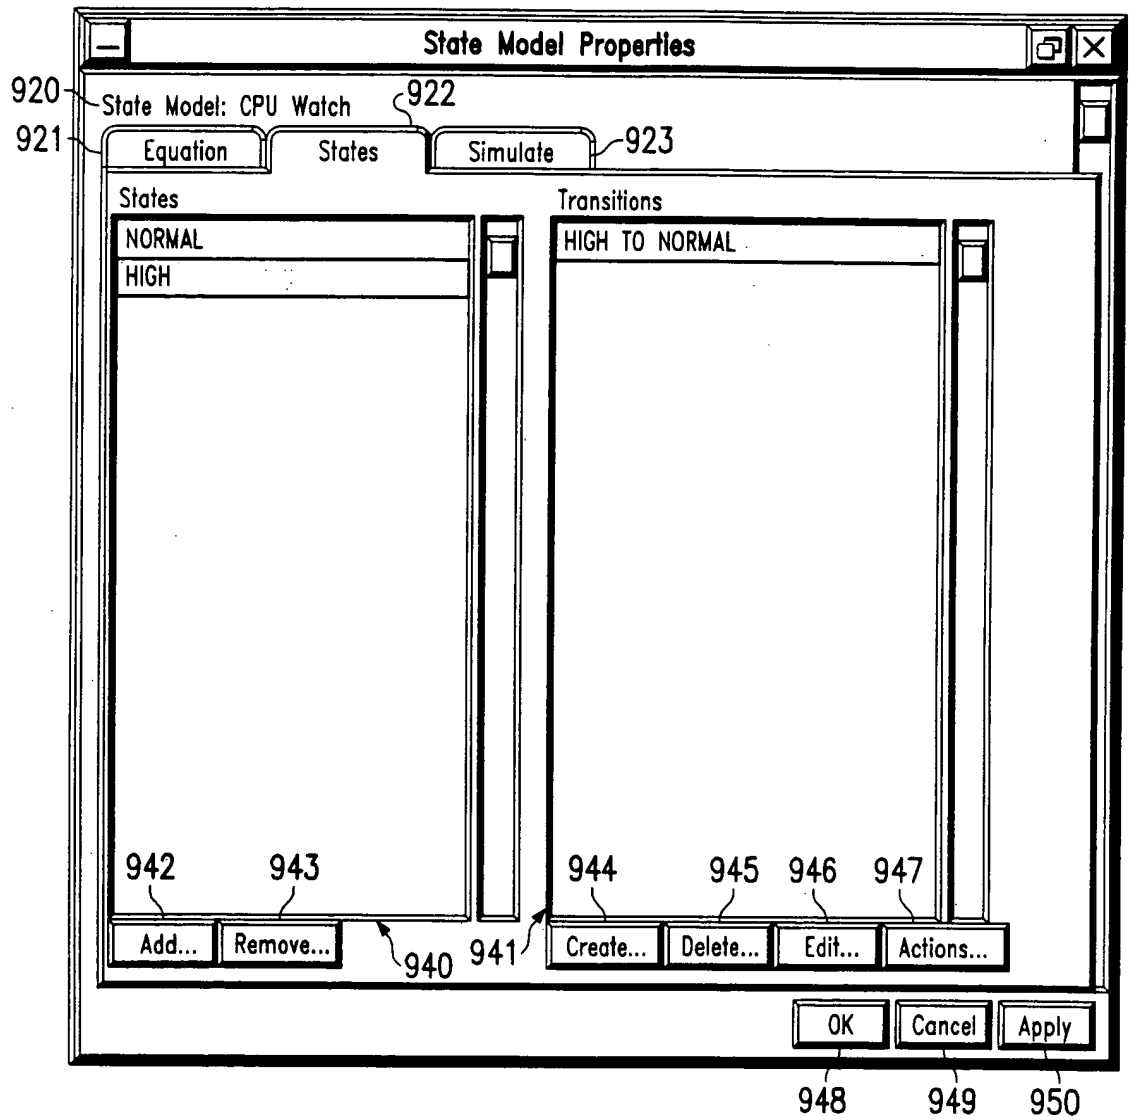 State Model Properties
920 State Model: CPU Watch 922
921 Equation States Simulate 923
States Transitions
NORMAL HIGH TO NORMAL
HIGH
942 943 944 945 946 947
Add... Remove... 940 941 Create... Delete... Edit... Actions...
OK Cancel Apply
948 949 950